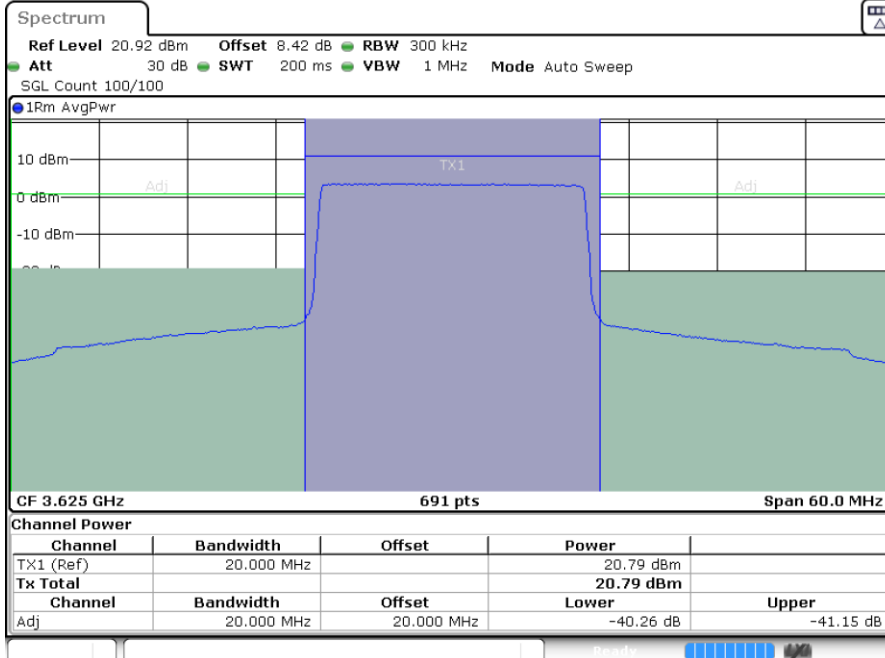 Spectrum
Ref Level 20.92 dBm Offset 8.42 dB RBW 300 kHz
Att 30 dB SWT 200 ms VBW 1 MHz Mode Auto Sweep
SGL Count 100/100
1Rm AvgPwr
10 dBm
TX1
Adj Adj
0 dBm
-10 dBm
CF 3.625 GHz 691 pts Span 60.0 MHz
Channel Power
Channel Bandwidth Offset Power
TX1 (Ref) 20.000 MHz 20.79 dBm
Tx Total 20.79 dBm
Channel Bandwidth Offset Lower Upper
Adj 20.000 MHz 20.000 MHz -40.26 dB -41.15 dB
Ready